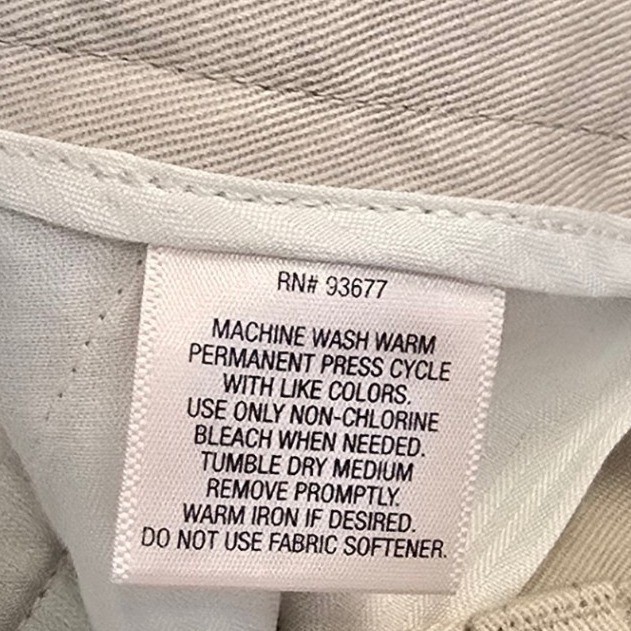 RN# 93677
MACHINE WASH WARM
PERMANENT PRESS CYCLE
WITH LIKE COLORS.
USE ONLY NON-CHLORINE
BLEACH WHEN NEEDED.
TUMBLE DRY MEDIUM
REMOVE PROMPTLY.
WARM IRON IF DESIRED.
DO NOT USE FABRIC SOFTENER.